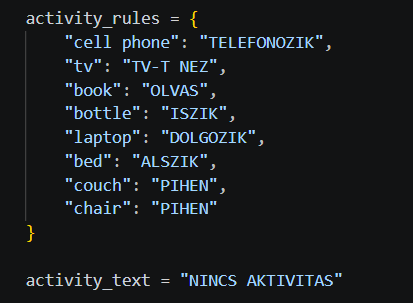 activity_rules = {
    "cell phone": "TELEFONOZIK",
    "tv": "TV-T NEZ",
    "book": "OLVAS",
    "bottle": "ISZIK",
    "laptop": "DOLGOZIK",
    "bed": "ALSZIK",
    "couch": "PIHEN",
    "chair": "PIHEN"
}
activity_text = "NINCS AKTIVITAS"